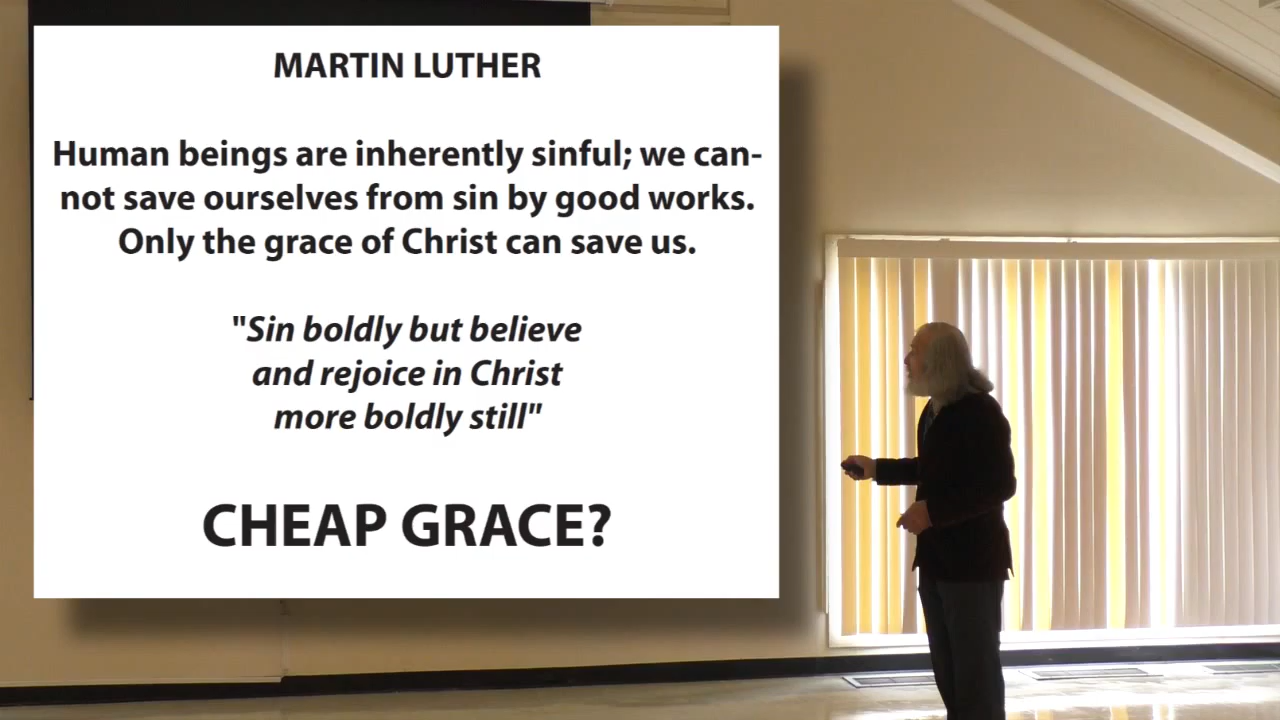 MARTIN LUTHER
Human beings are inherently sinful; we can-
not save ourselves from sin by good works.
Only the grace of Christ can save us.
"Sin boldly but believe
and rejoice in Christ
more boldly still"
CHEAP GRACE?